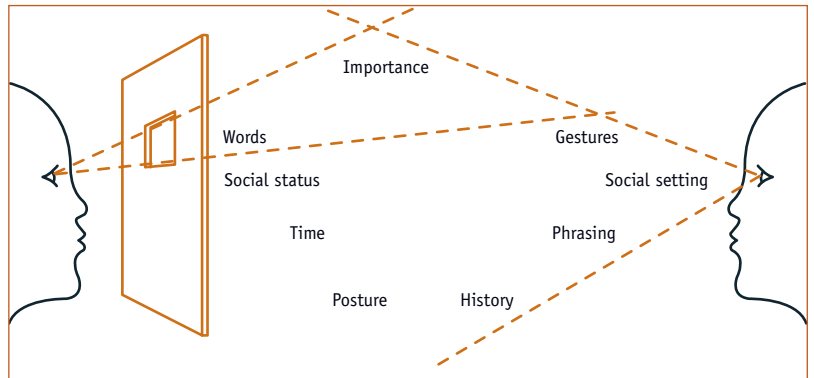 Importance
Words
Gestures
Social status
Social setting
Time
Phrasing
Posture
History